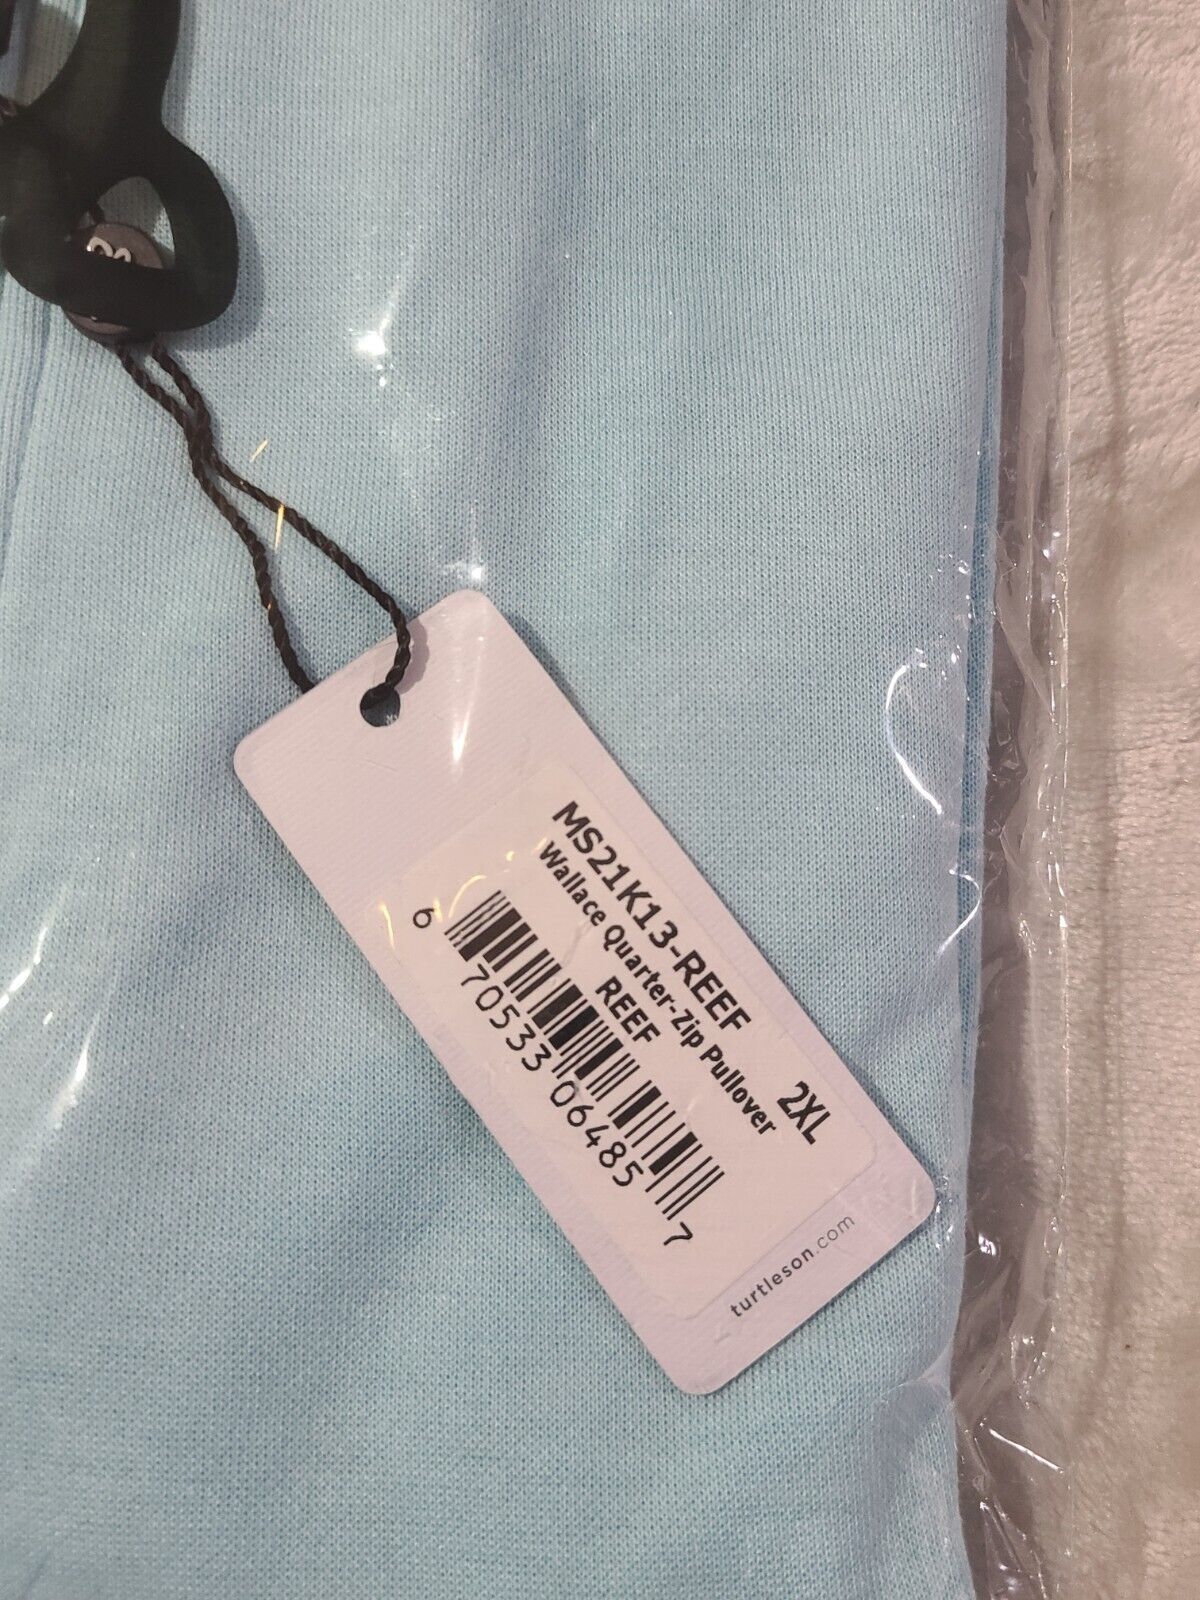 MS21K13-REEF
Wallace Quarter-Zip Pullover
REEF 2XL
6 70533 06485 7
turtleson.com